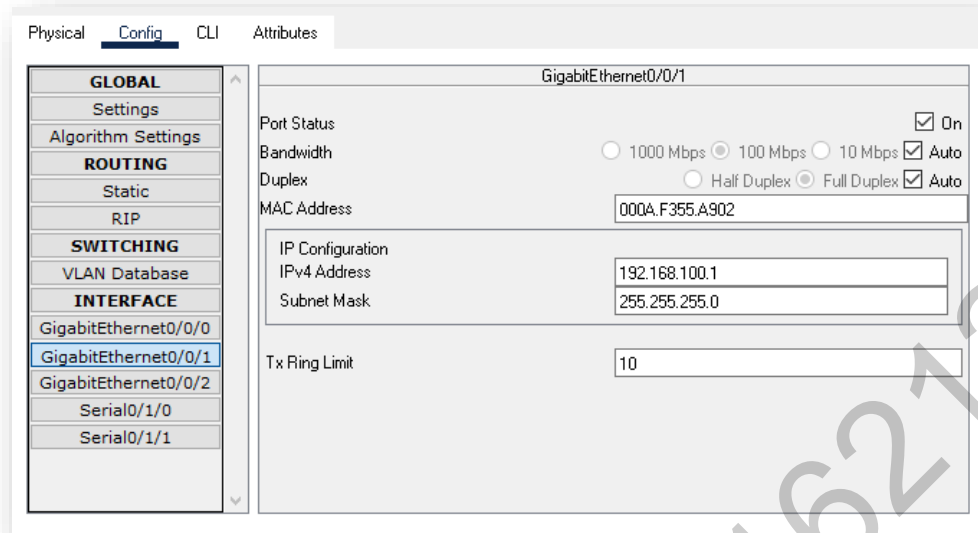 Physical Config CLI Attributes
GLOBAL
Settings
Algorithm Settings
ROUTING
Static
RIP
SWITCHING
VLAN Database
INTERFACE
GigabitEthernet0/0/0
GigabitEthernet0/0/1
GigabitEthernet0/0/2
Serial0/1/0
Serial0/1/1
GigabitEthernet0/0/1
Port Status On
Bandwidth 1000 Mbps 100 Mbps 10 Mbps Auto
Duplex Half Duplex Full Duplex Auto
MAC Address 000A.F355.A902
IP Configuration
IPv4 Address 192.168.100.1
Subnet Mask 255.255.255.0
Tx Ring Limit 10